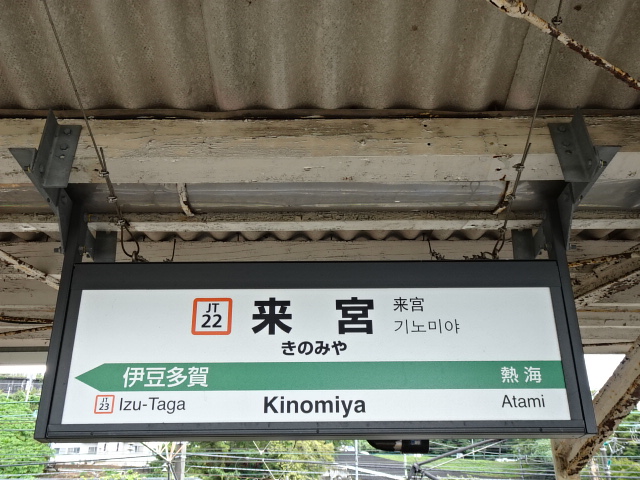 JT
22
来宮
来宮
기노미야
きのみや
伊豆多賀
熱海
JT
23
Izu-Taga
Kinomiya
Atami